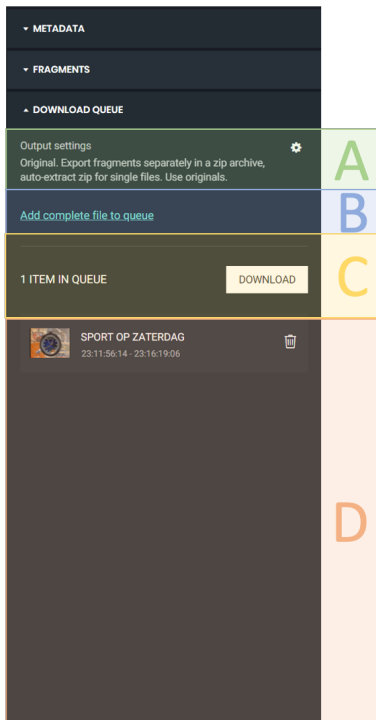 METADATA
FRAGMENTS
DOWNLOAD QUEUE
Output settings
Original. Export fragments separately in a zip archive,
auto-extract zip for single files. Use originals.
A
Add complete file to queue
B
1 ITEM IN QUEUE
DOWNLOAD
C
SPORT OP ZATERDAG
23:11:56:14 - 23:16:19:06
D